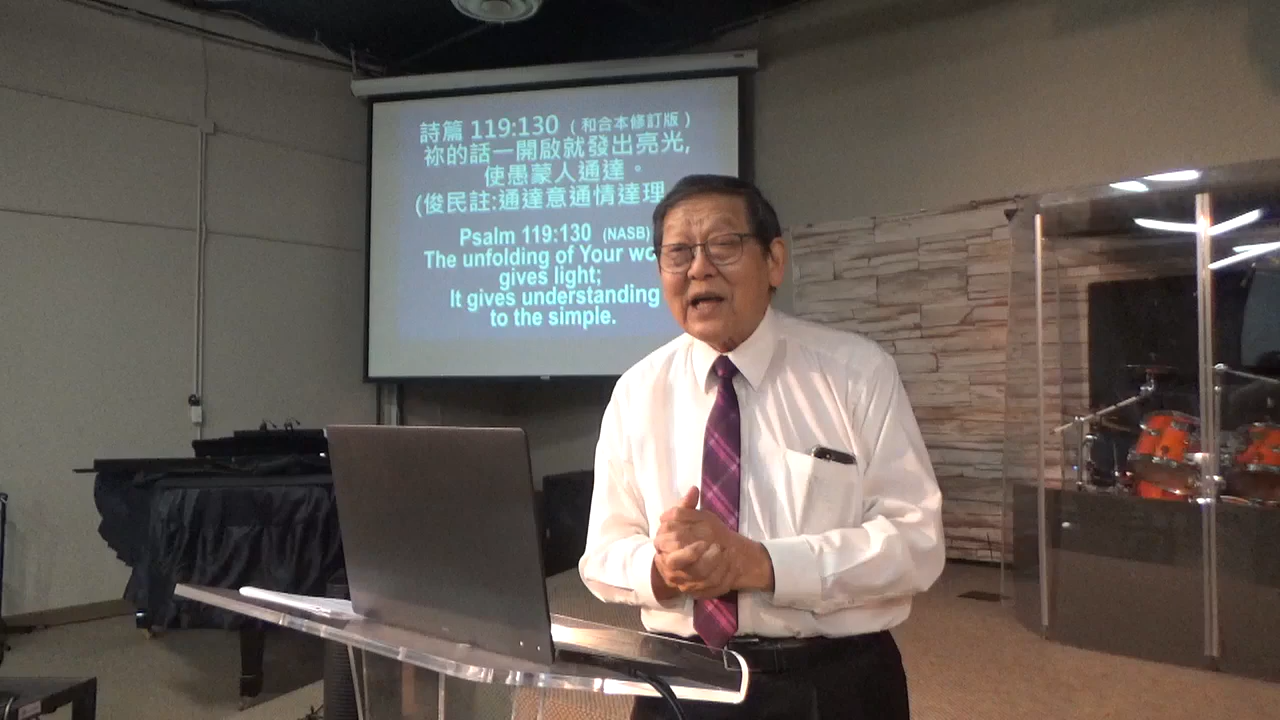 詩篇 119:130 (和合本修訂版)
祢的話一開啟就發出亮光,
使愚蒙人通達。
(俊民註:通達意通情達理
Psalm 119:130 (NASB)
The unfolding of Your
gives light;
It gives understanding
to the simple.